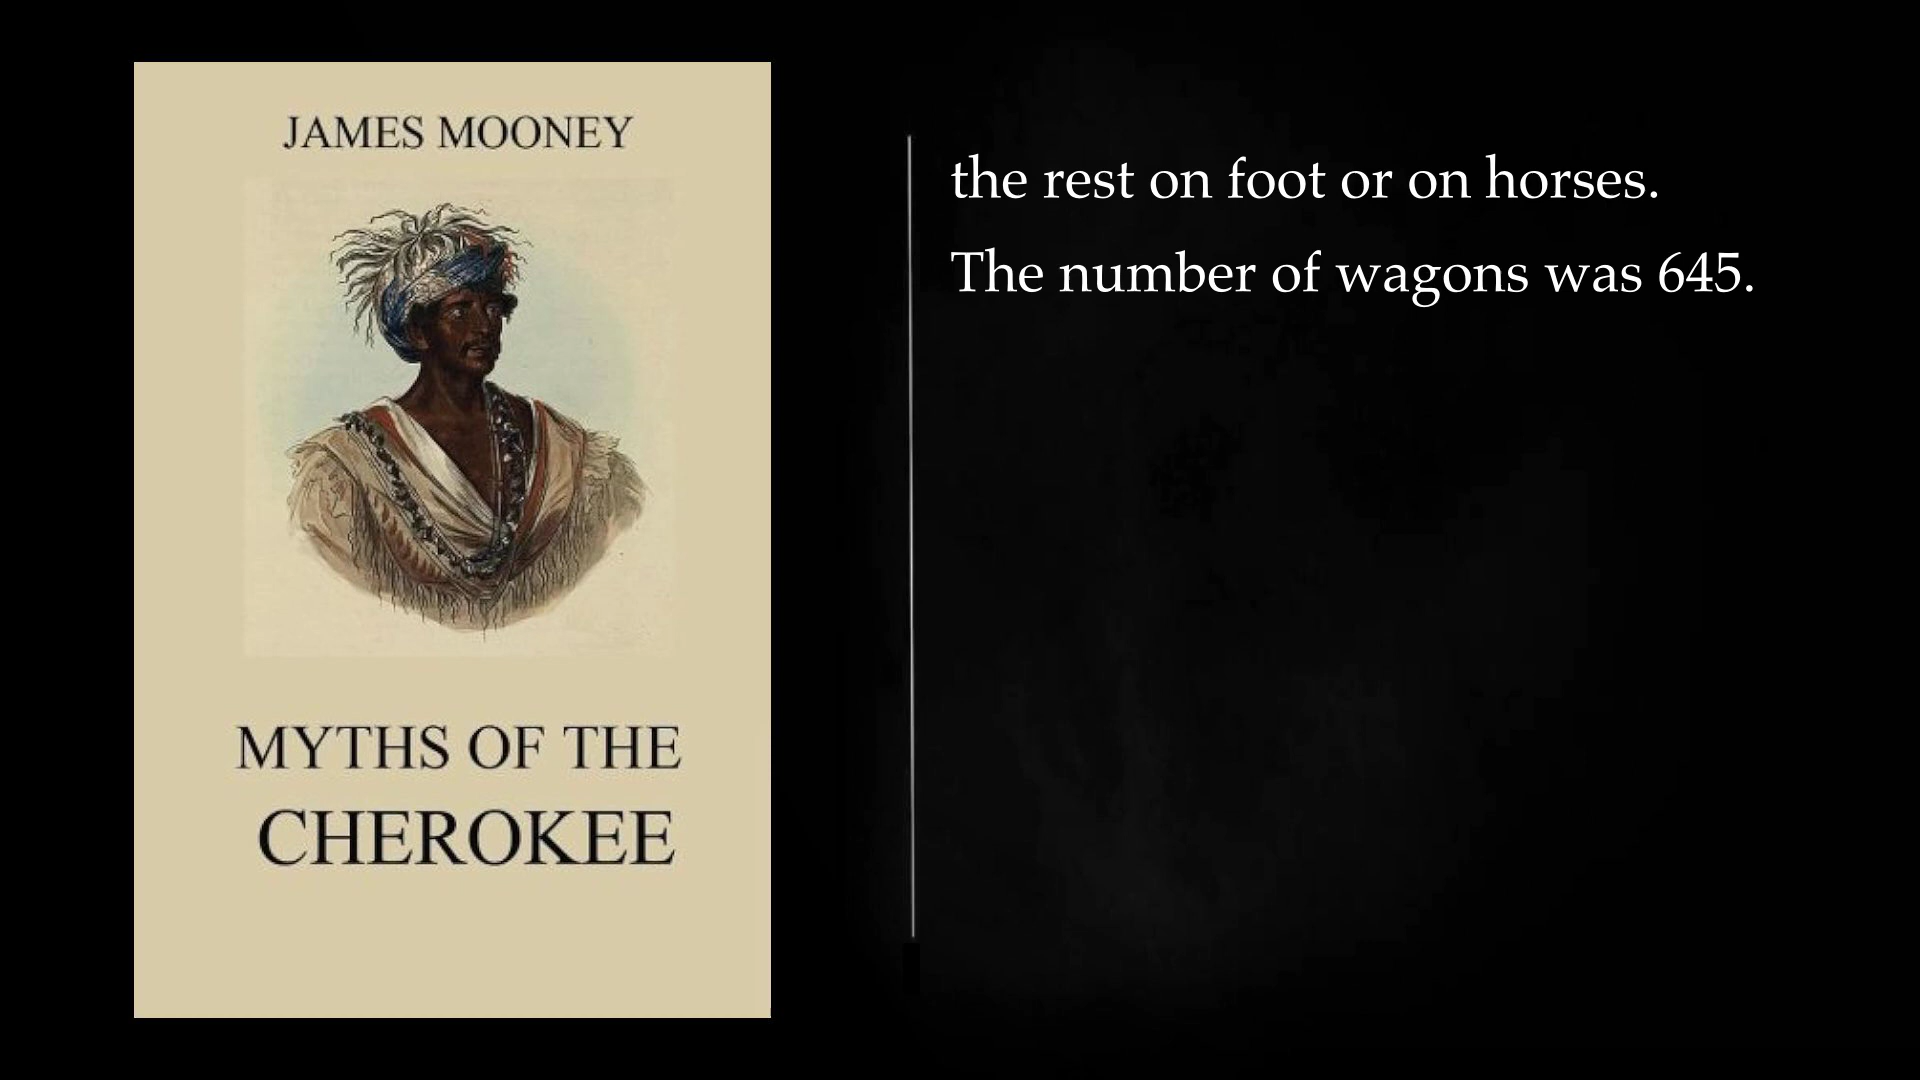 JAMES MOONEY
MYTHS OF THE
CHEROKEE
the rest on foot or on horses.
The number of wagons was 645.